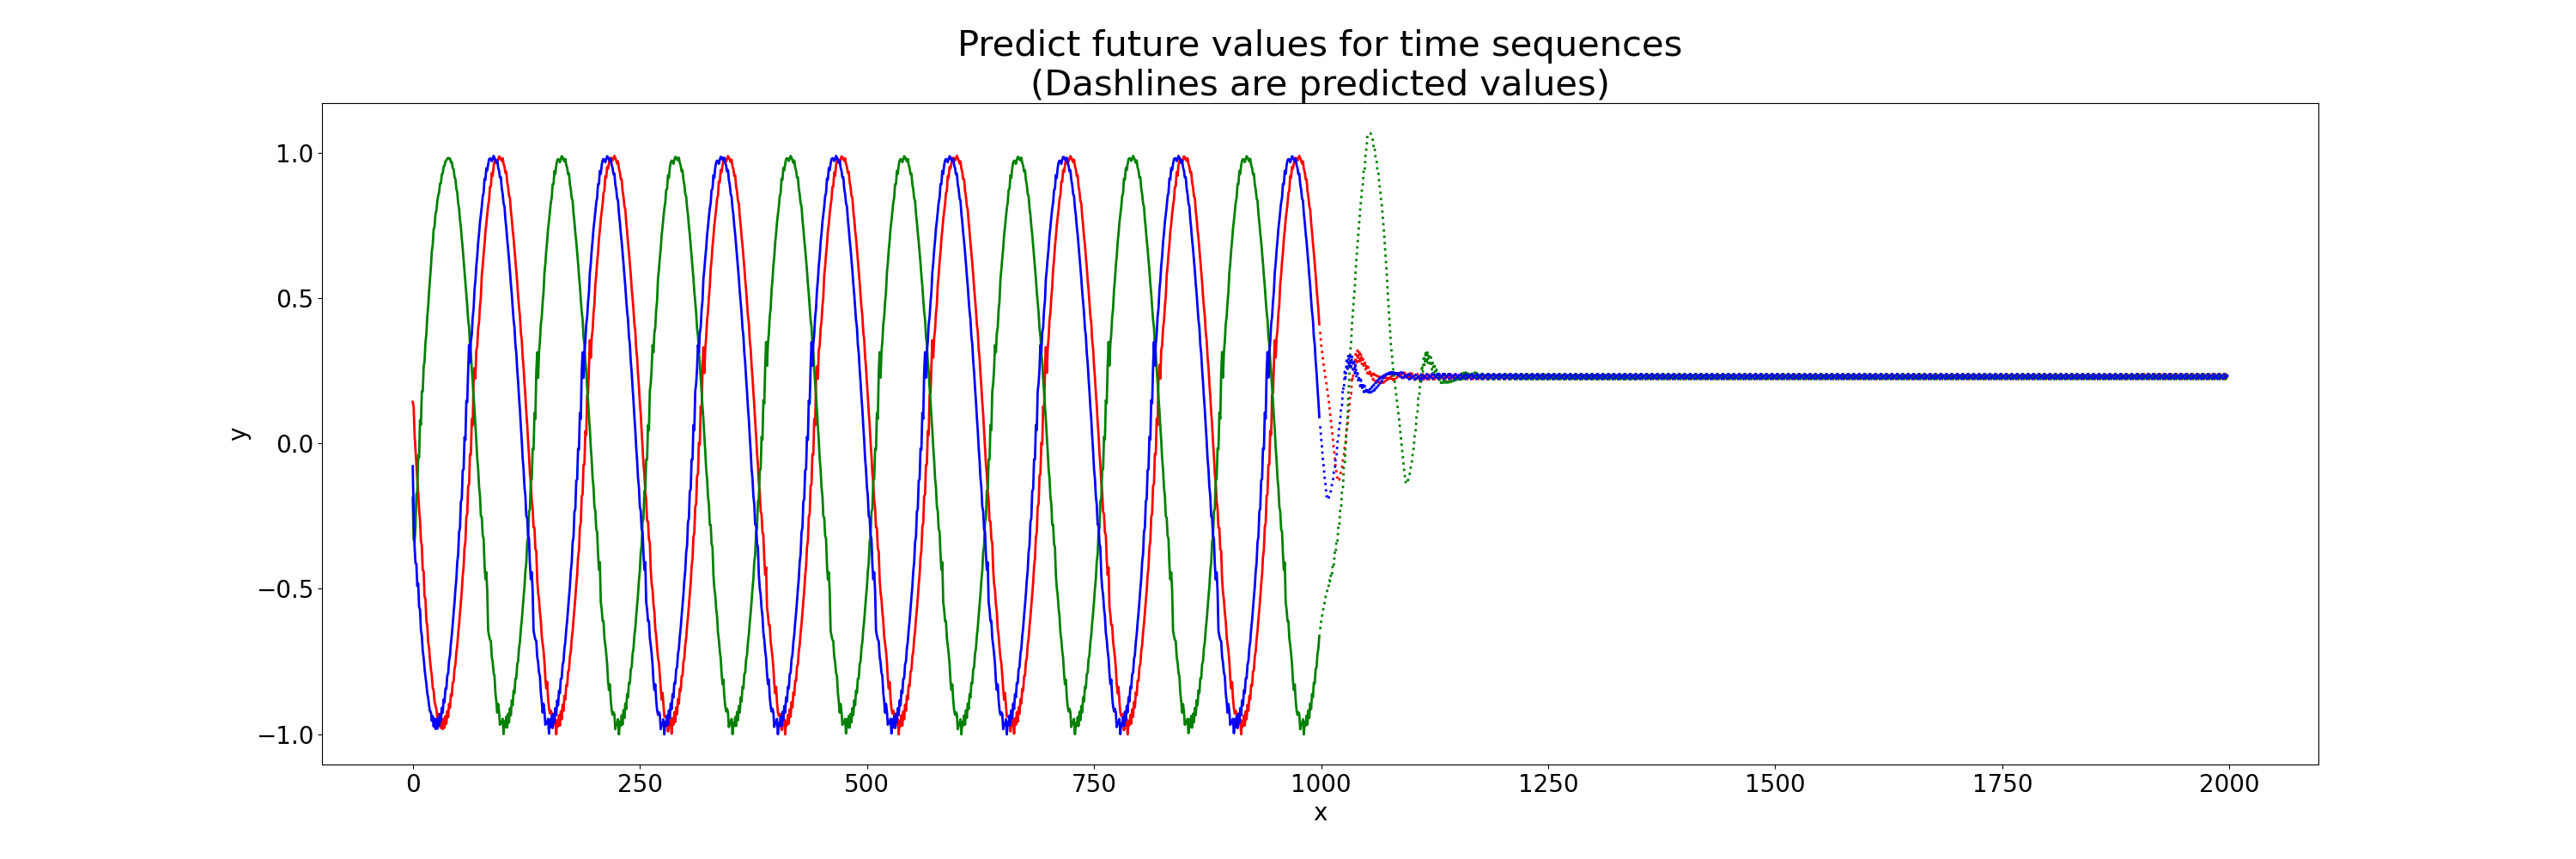 Predict future values for time sequences
(Dashlines are predicted values)
1.0
0.5
0.0
−0.5
−1.0
y
0 250 500 750 1000 1250 1500 1750 2000
x